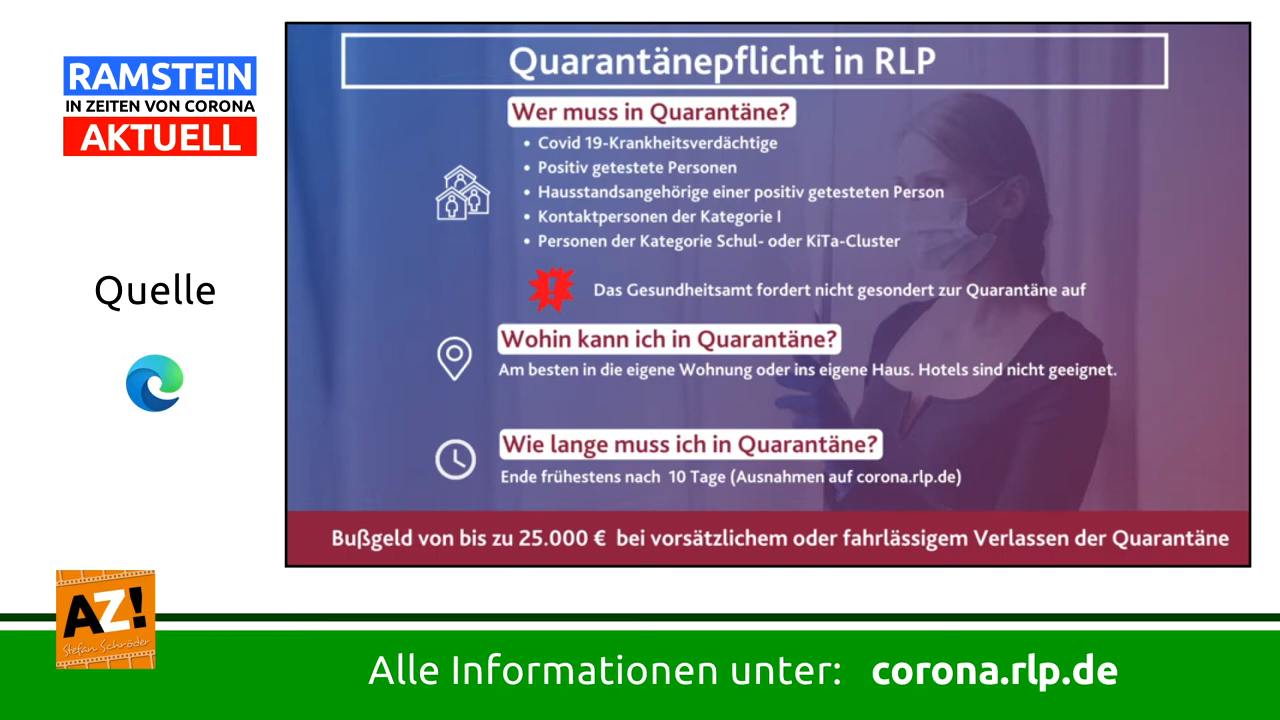 RAMSTEIN
IN ZEITEN VON CORONA
AKTUELL
Quelle
Quarantänepflicht in RLP
Wer muss in Quarantäne?
• Covid 19-Krankheitsverdächtige
• Positiv getestete Personen
• Hausstandsangehörige einer positiv getesteten Person
• Kontaktpersonen der Kategorie I
• Personen der Kategorie Schul- oder KiTa-Cluster
! Das Gesundheitsamt fordert nicht gesondert zur Quarantäne auf
Wohin kann ich in Quarantäne?
Am besten in die eigene Wohnung oder ins eigene Haus. Hotels sind nicht geeignet.
Wie lange muss ich in Quarantäne?
Ende frühestens nach 10 Tage (Ausnahmen auf corona.rlp.de)
Bußgeld von bis zu 25.000 € bei vorsätzlichem oder fahrlässigem Verlassen der Quarantäne
AZ!
Stefan Schröder
Alle Informationen unter: corona.rlp.de